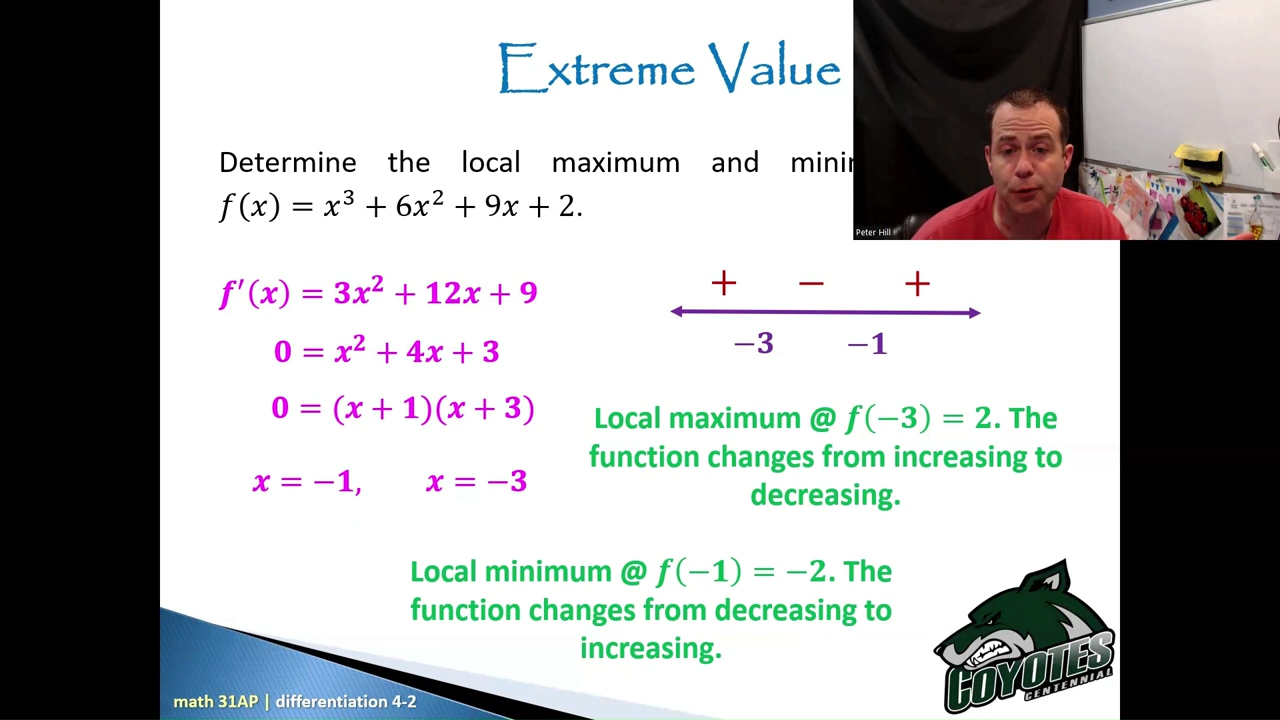 Extreme Value
Determine the local maximum and
f(x) = x³ + 6x² + 9x + 2.
Peter Hill
f′(x) = 3x² + 12x + 9
0 = x² + 4x + 3
0 = (x + 1)(x + 3)
x = −1, x = −3
+ − +
−3 −1
Local maximum @ f(−3) = 2. The
function changes from increasing to
decreasing.
Local minimum @ f(−1) = −2. The
function changes from decreasing to
increasing.
COYOTES
CENTENNIAL
math 31AP | differentiation 4-2